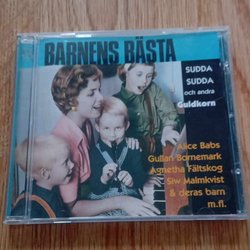 BARNENS BÄSTA
SUDDA
SUDDA
och andra
Guldkorn
Alice Babs
Gullan Bornemark
Agnetha Fältskog
Siw Malmkvist
& deras barn
m.fl.